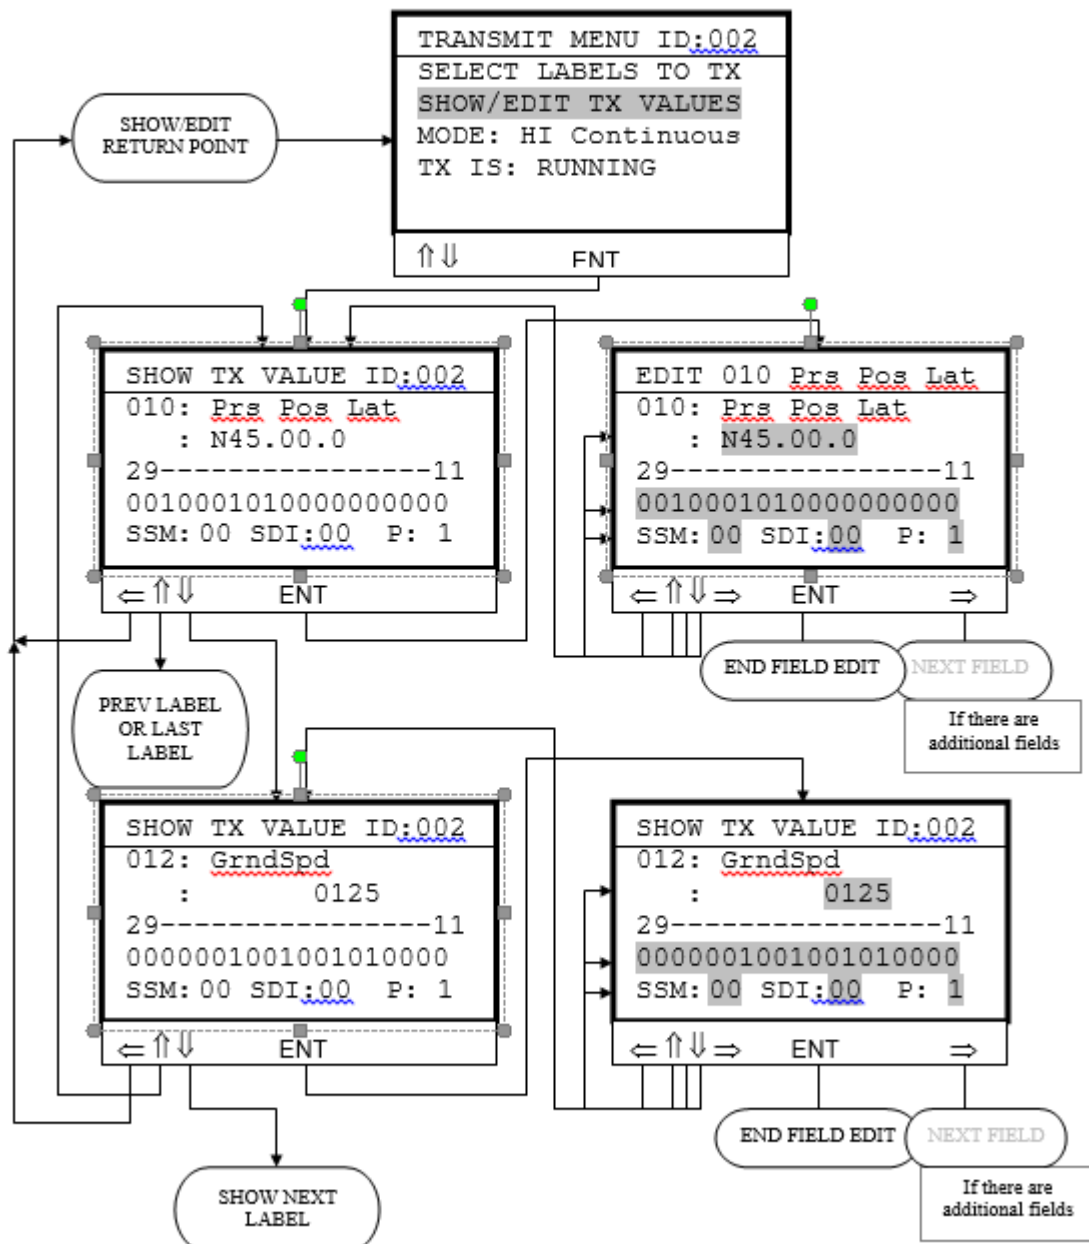 TRANSMIT MENU ID:002
SELECT LABELS TO TX
SHOW/EDIT TX VALUES
MODE: HI Continuous
TX IS: RUNNING
⇑⇓ FNT
SHOW/EDIT
RETURN POINT
SHOW TX VALUE ID:002
010: Prs Pos Lat
: N45.00.0
29----------------11
0010001010000000000
SSM:00 SDI:00 P: 1
⇐⇑⇓ ENT
EDIT 010 Prs Pos Lat
010: Prs Pos Lat
: N45.00.0
29----------------11
0010001010000000000
SSM:00 SDI:00 P: 1
⇐⇑⇓⇒ ENT ⇒
PREV LABEL
OR LAST
LABEL
END FIELD EDIT
NEXT FIELD
If there are
additional fields
SHOW TX VALUE ID:002
012: GrndSpd
: 0125
29----------------11
0000001001001010000
SSM:00 SDI:00 P: 1
⇐⇑⇓ ENT
SHOW TX VALUE ID:002
012: GrndSpd
: 0125
29----------------11
0000001001001010000
SSM:00 SDI:00 P: 1
⇐⇑⇓⇒ ENT ⇒
END FIELD EDIT
NEXT FIELD
If there are
additional fields
SHOW NEXT
LABEL